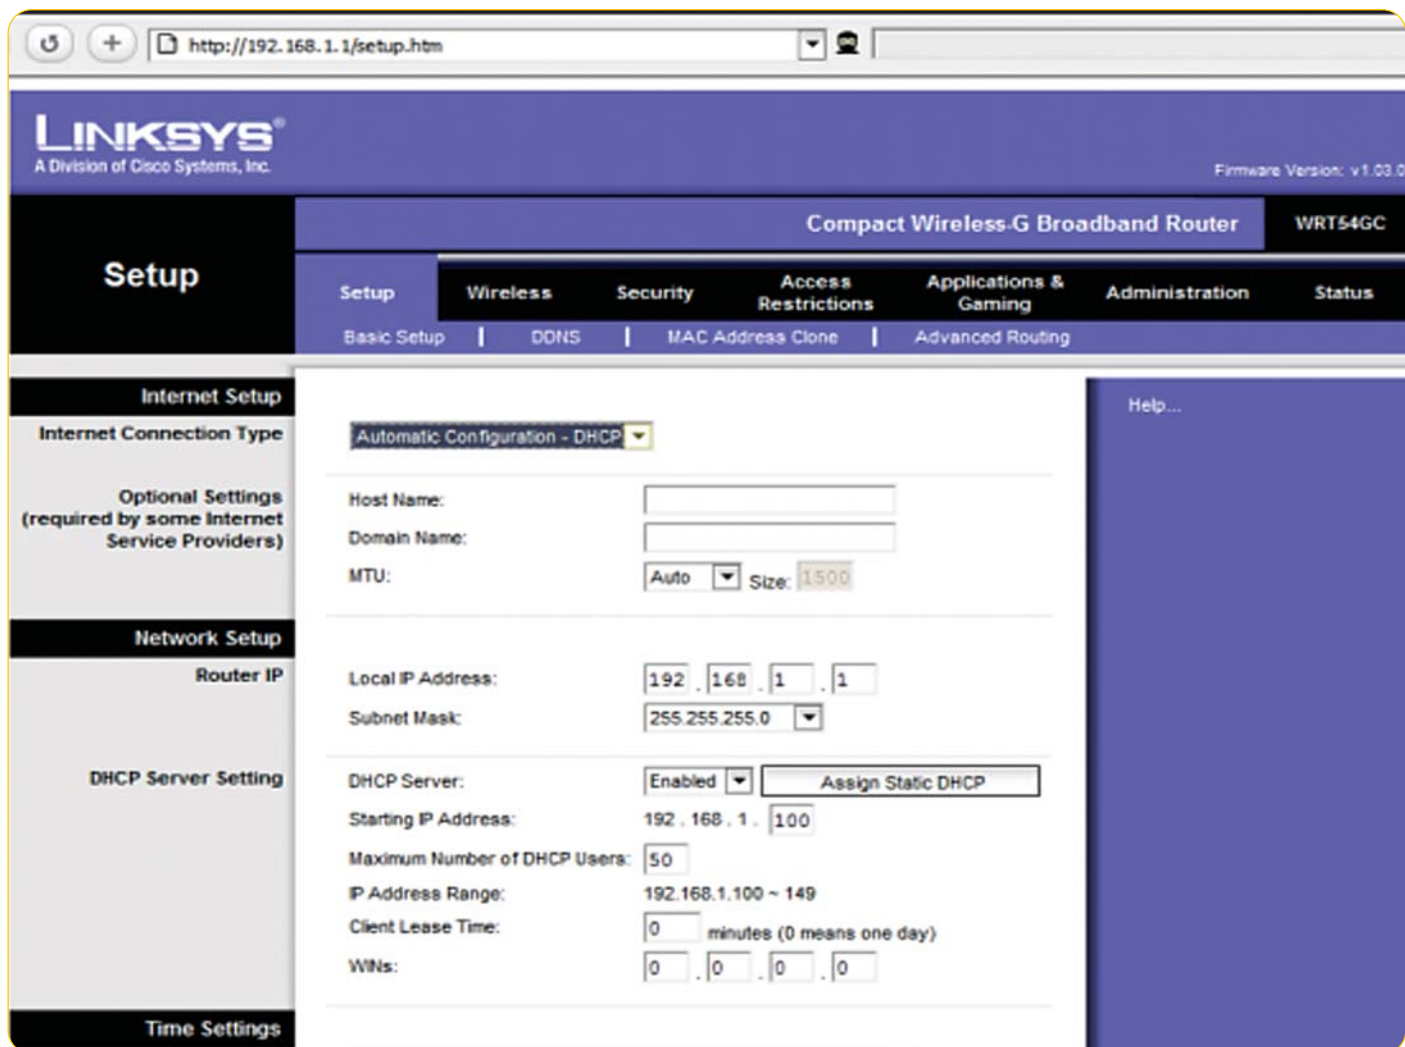 http://192.168.1.1/setup.htm
LINKSYS®
A Division of Cisco Systems, Inc.
Firmware Version: v1.03.0
Compact Wireless-G Broadband Router
WRT54GC
Setup
Setup
Wireless
Security
Access
Restrictions
Applications &
Gaming
Administration
Status
Basic Setup | DDNS | MAC Address Clone | Advanced Routing
Internet Setup
Help...
Internet Connection Type
Automatic Configuration - DHCP
Optional Settings
(required by some Internet
Service Providers)
Host Name:
Domain Name:
MTU: Auto Size: 1500
Network Setup
Router IP
Local IP Address: 192 . 168 . 1 . 1
Subnet Mask: 255.255.255.0
DHCP Server Setting
DHCP Server: Enabled Assign Static DHCP
Starting IP Address: 192 . 168 . 1 . 100
Maximum Number of DHCP Users: 50
IP Address Range: 192.168.1.100 ~ 149
Client Lease Time: 0 minutes (0 means one day)
WINs: 0 . 0 . 0 . 0
Time Settings